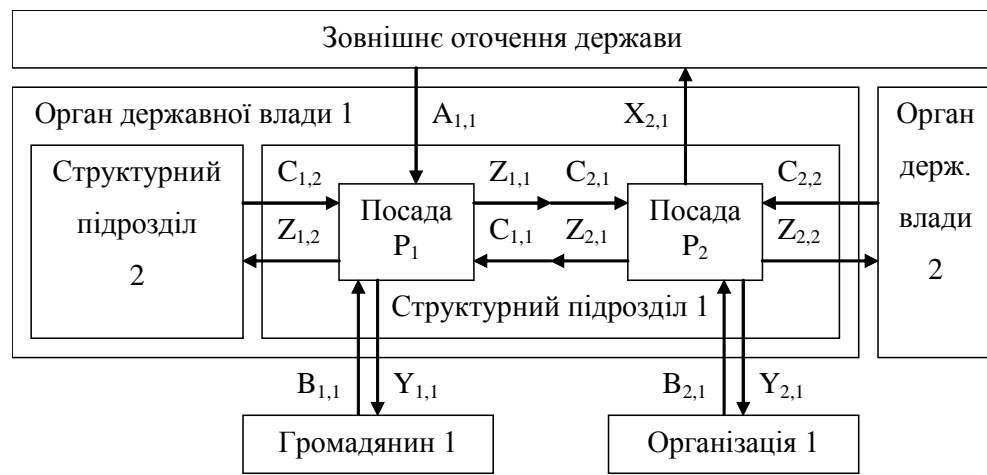 Зовнішнє оточення держави
Орган державної влади 1
A1,1
X2,1
Орган
держ.
влади
2
Структурний
підрозділ
2
C1,2
Z1,1
C2,1
C2,2
Посада
P1
Посада
P2
Z1,2
C1,1
Z2,1
Z2,2
Структурний підрозділ 1
B1,1
Y1,1
B2,1
Y2,1
Громадянин 1
Організація 1